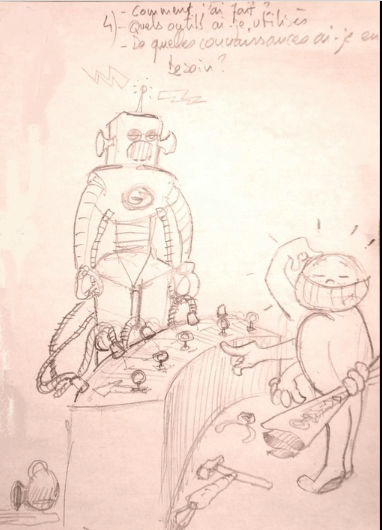 - Comment j'ai fait ?
4) - Quels outils ai-je utilisés
- De quelles connaissances ai-je eu
besoin ?